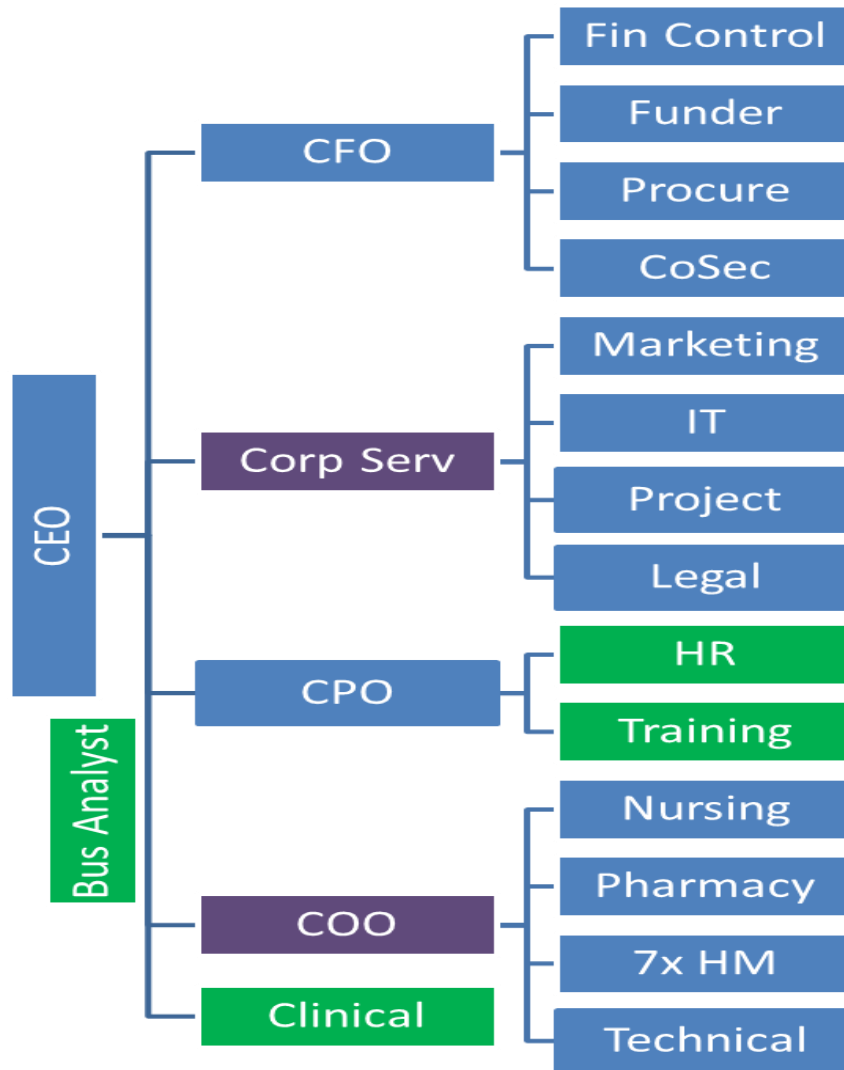 CEO
Bus Analyst
CFO
Fin Control
Funder
Procure
CoSec
Corp Serv
Marketing
IT
Project
Legal
CPO
HR
Training
COO
Nursing
Pharmacy
7x HM
Technical
Clinical